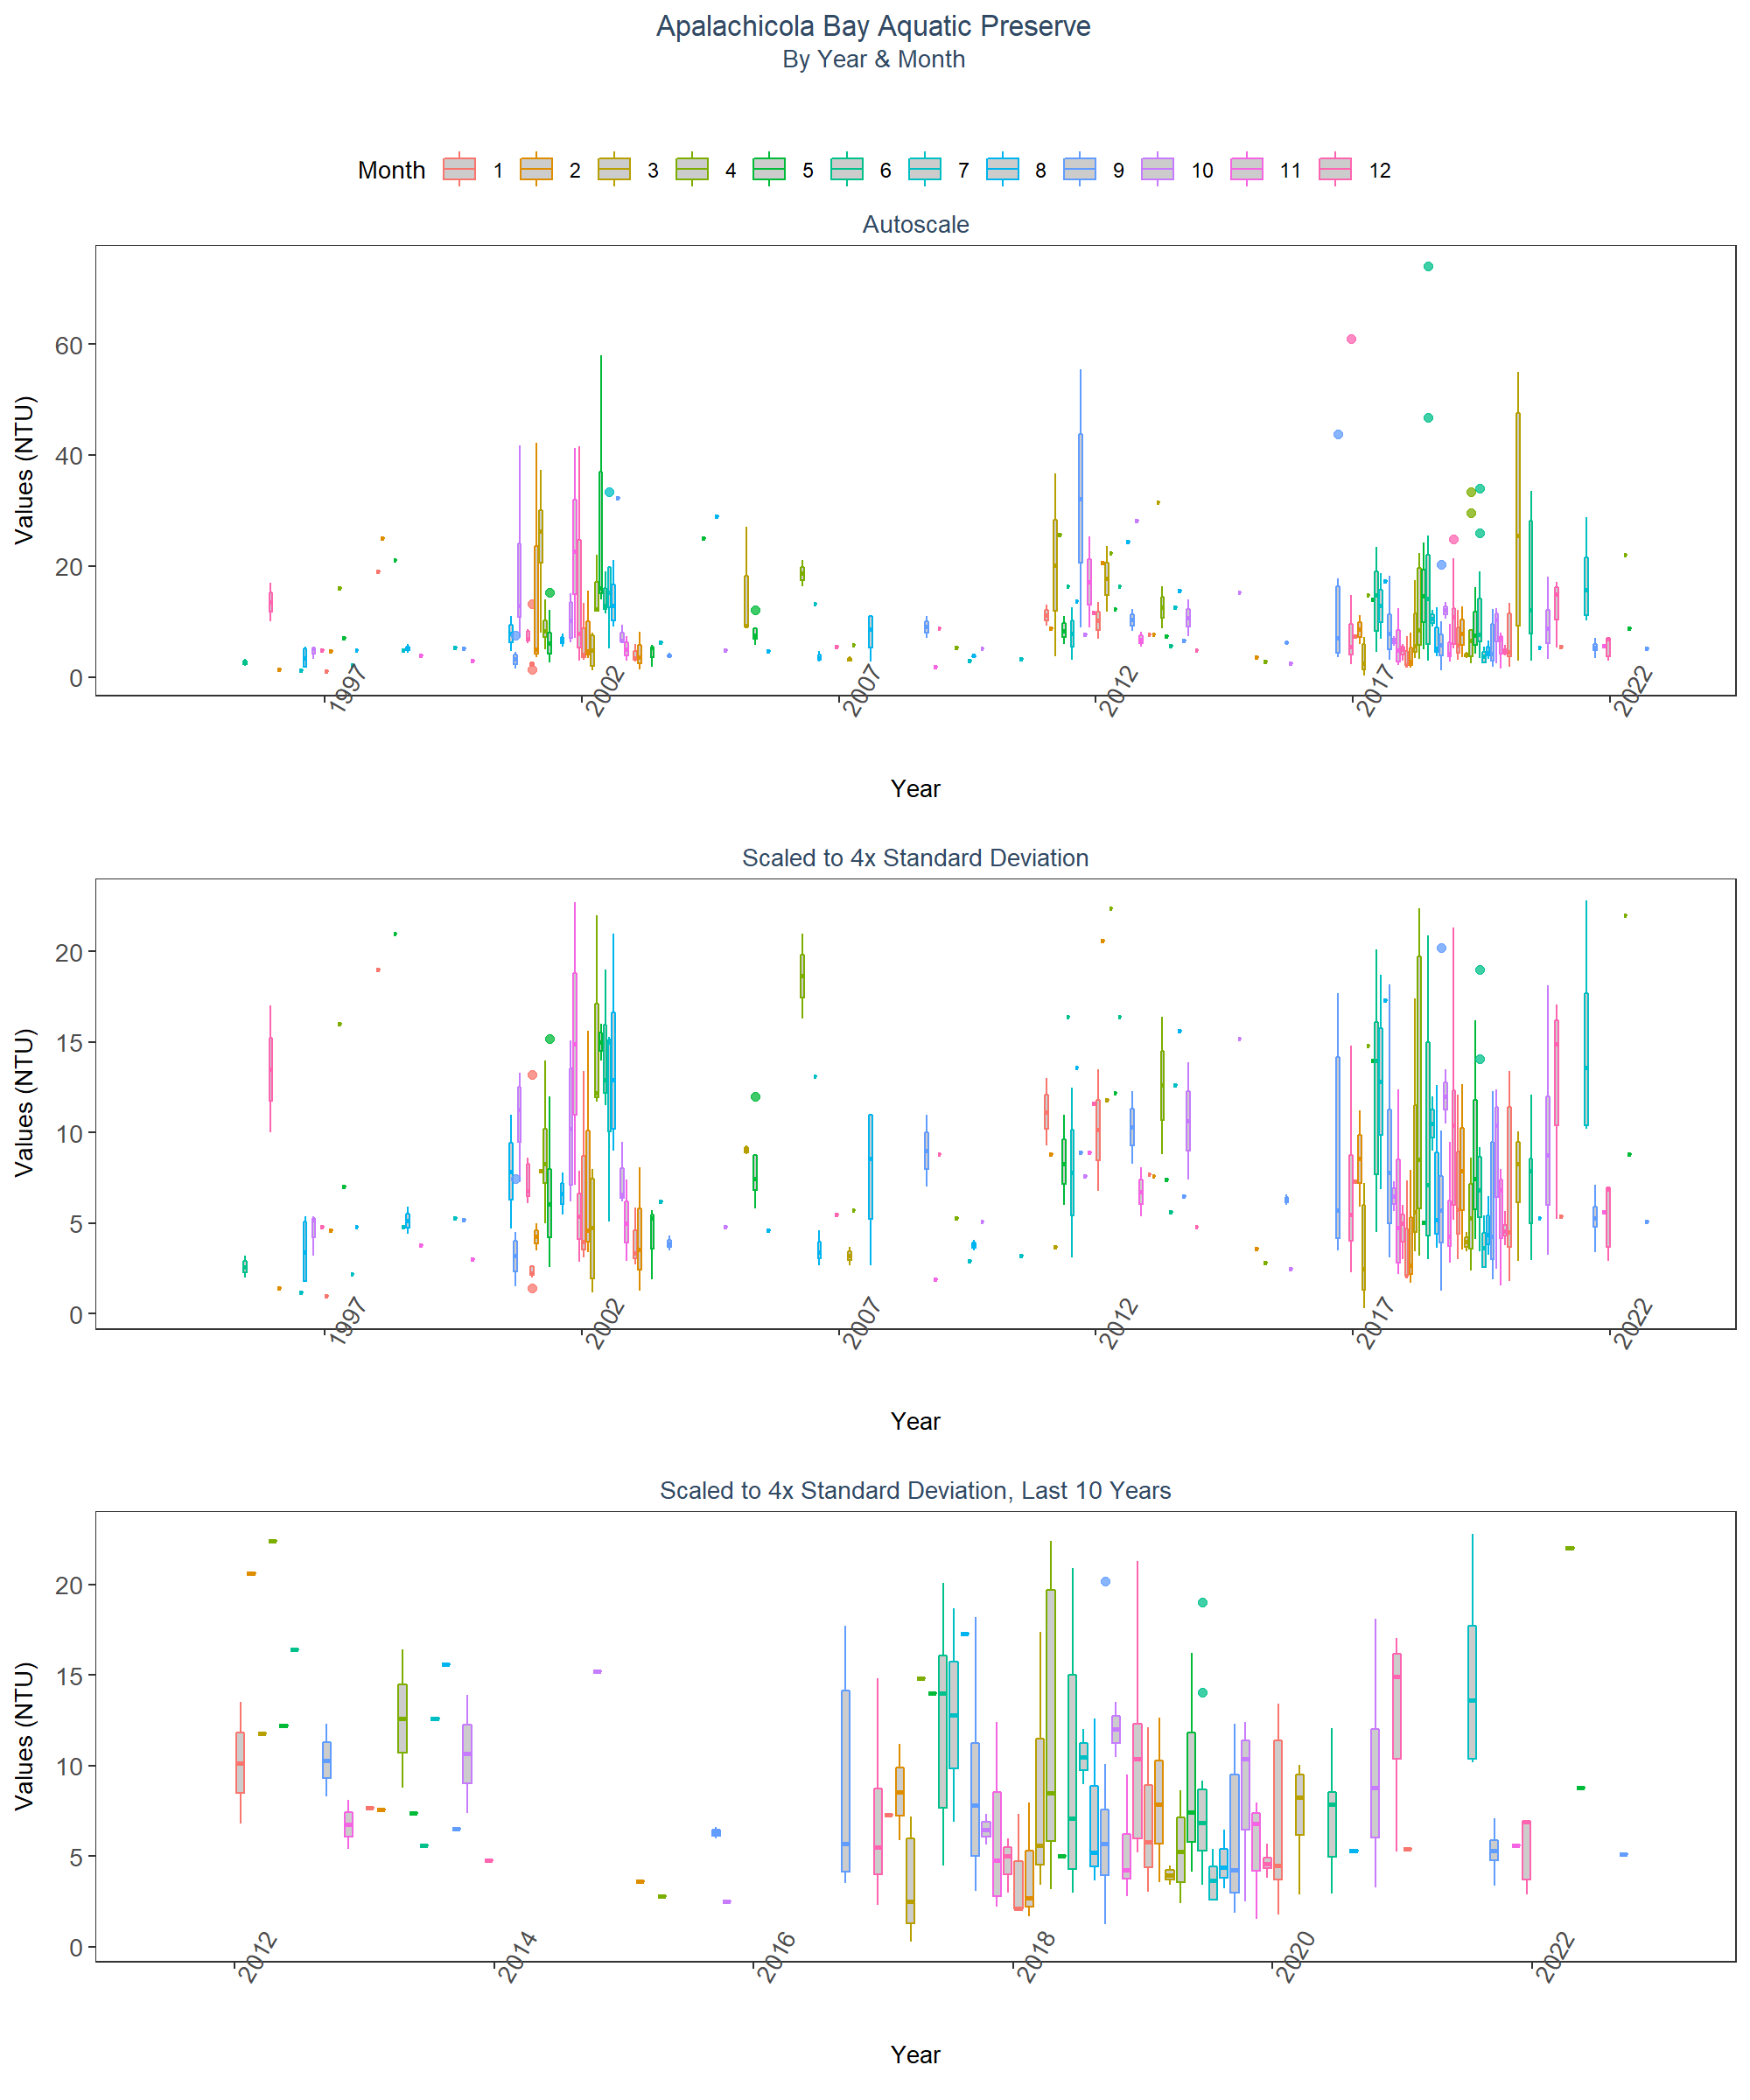 Apalachicola Bay Aquatic Preserve
By Year & Month
Month 1 2 3 4 5 6 7 8 9 10 11 12
Autoscale
Values (NTU)
60
40
20
0
1997 2002 2007 2012 2017 2022
Year
Scaled to 4x Standard Deviation
Values (NTU)
20
15
10
5
0
1997 2002 2007 2012 2017 2022
Year
Scaled to 4x Standard Deviation, Last 10 Years
Values (NTU)
20
15
10
5
0
2012 2014 2016 2018 2020 2022
Year